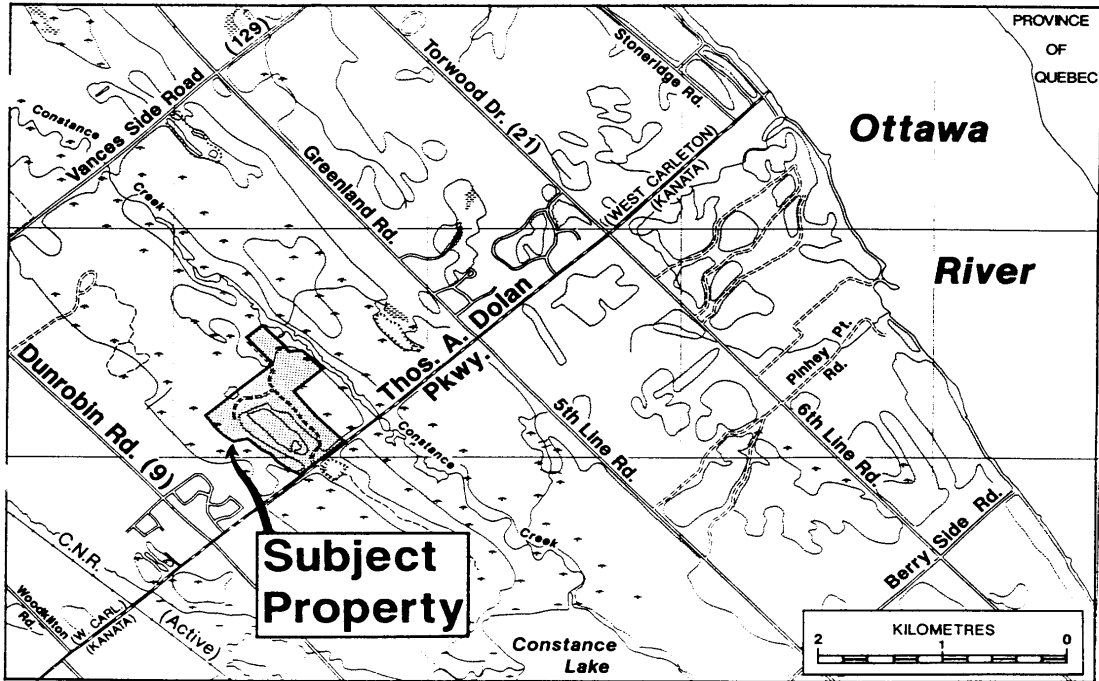 PROVINCE
OF
QUEBEC
Ottawa
River
Vances Side Road
(129)
Torwood Dr. (21)
Stoneridge Rd.
Constance
Creek
Greenland Rd.
(WEST CARLETON)
(KANATA)
Thos. A. Dolan
Pkwy.
Pinhey Pt.
Rd.
Dunrobin Rd. (9)
Constance
Creek
5th Line Rd.
6th Line Rd.
Berry Side Rd.
C.N.R.
(Active)
Woodkilton
Rd.
(W. CARL.)
(KANATA)
Subject
Property
Constance
Lake
KILOMETRES
2 1 0